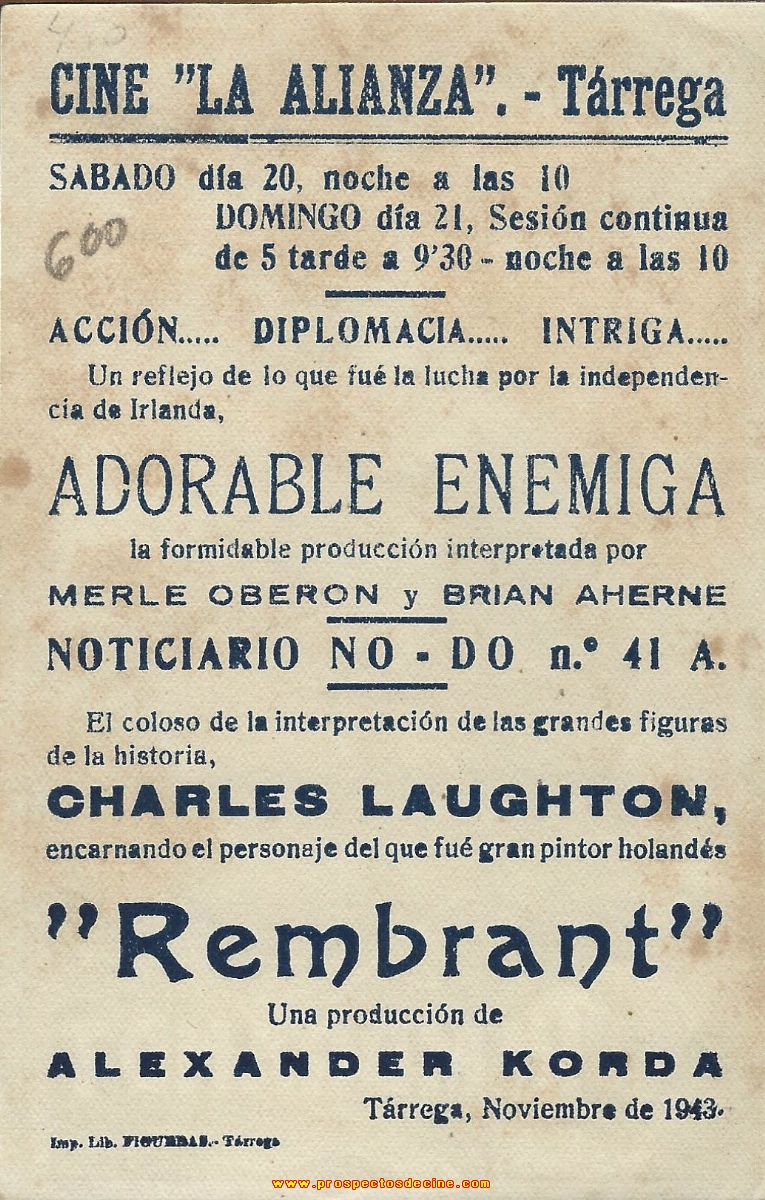 CINE "LA ALIANZA". - Tárrega
SABADO día 20, noche a las 10
600
DOMINGO día 21, Sesión continua
de 5 tarde a 9'30 - noche a las 10
ACCIÓN..... DIPLOMACIA..... INTRIGA.....
Un reflejo de lo que fué la lucha por la independen-
cia de Irlanda,
ADORABLE ENEMIGA
la formidable producción interpretada por
MERLE OBERON y BRIAN AHERNE
NOTICIARIO NO - DO n.º 41 A.
El coloso de la interpretación de las grandes figuras
de la historia,
CHARLES LAUGHTON,
encarnando el personaje del que fué gran pintor holandés
"Rembrant"
Una producción de
ALEXANDER KORDA
Tárrega, Noviembre de 1943.
Imp. Lib. FIGUERAS.- Tárrega
www.prospectosdecine.com